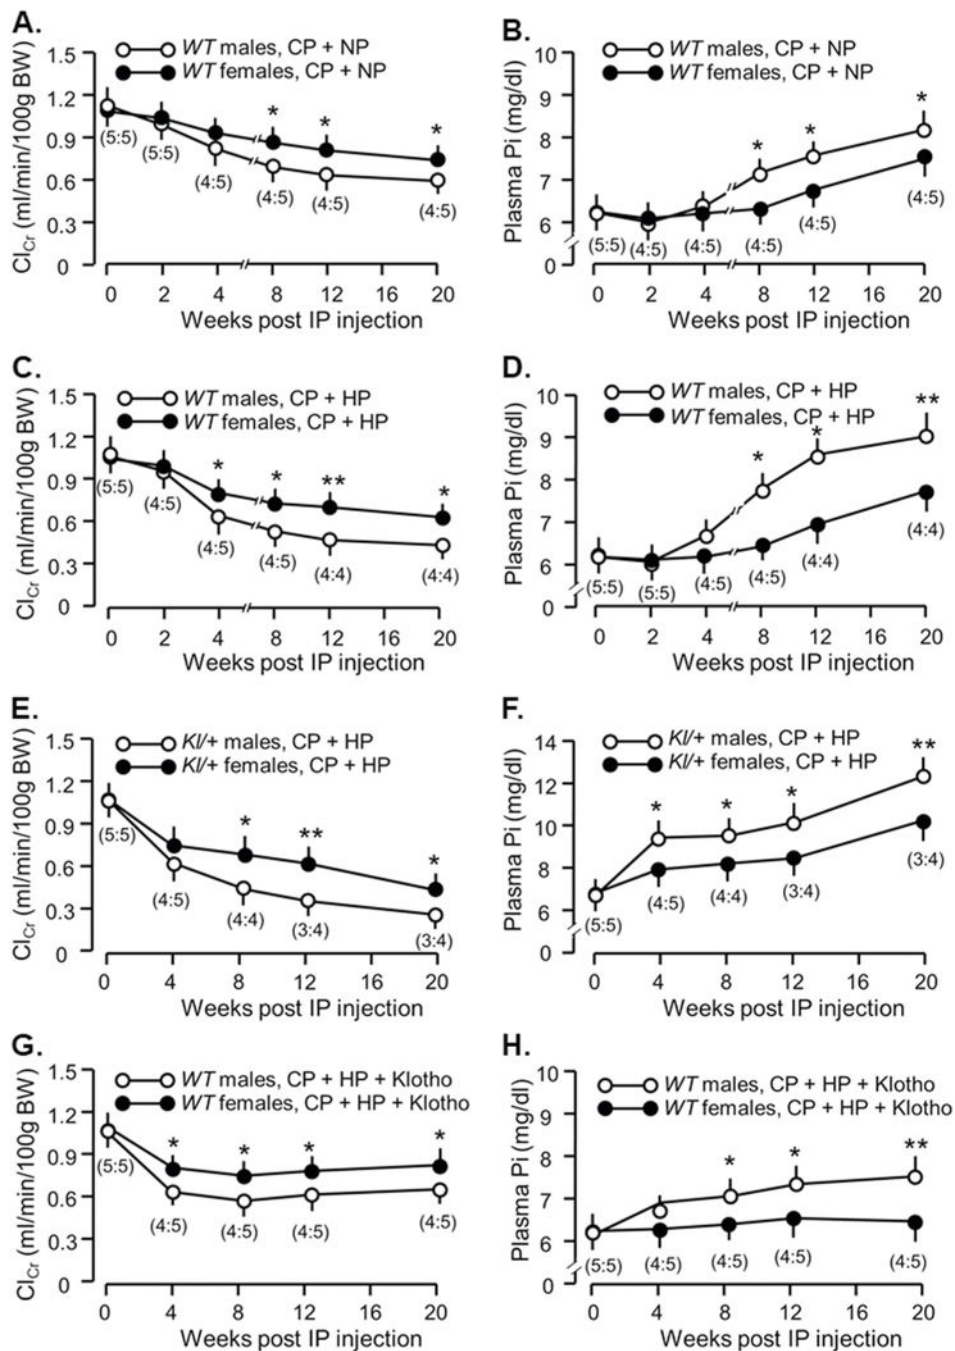 A.
WT males, CP + NP
WT females, CP + NP
Cl_Cr (ml/min/100g BW)
1.5
1.2
0.9
0.6
0.3
0
* * *
(5:5) (5:5) (4:5) (4:5) (4:5) (4:5)
0 2 4 8 12 16 20
Weeks post IP injection
B.
WT males, CP + NP
WT females, CP + NP
Plasma Pi (mg/dl)
10
9
8
7
6
0
* * *
(5:5) (4:5) (4:5) (4:5) (4:5) (4:5)
0 2 4 8 12 16 20
Weeks post IP injection
C.
WT males, CP + HP
WT females, CP + HP
Cl_Cr (ml/min/100g BW)
1.5
1.2
0.9
0.6
0.3
0
* * ** *
(5:5) (4:5) (4:5) (4:5) (4:4) (4:4)
0 2 4 8 12 16 20
Weeks post IP injection
D.
WT males, CP + HP
WT females, CP + HP
Plasma Pi (mg/dl)
10
9
8
7
6
0
* * **
(5:5) (5:5) (4:5) (4:5) (4:4) (4:4)
0 2 4 8 12 16 20
Weeks post IP injection
E.
Kl/+ males, CP + HP
Kl/+ females, CP + HP
Cl_Cr (ml/min/100g BW)
1.5
1.2
0.9
0.6
0.3
0
* ** *
(5:5) (4:5) (4:4) (3:4) (3:4)
0 4 8 12 16 20
Weeks post IP injection
F.
Kl/+ males, CP + HP
Kl/+ females, CP + HP
Plasma Pi (mg/dl)
14
12
10
8
6
0
* * * **
(5:5) (4:5) (4:4) (3:4) (3:4)
0 4 8 12 16 20
Weeks post IP injection
G.
WT males, CP + HP + Klotho
WT females, CP + HP + Klotho
Cl_Cr (ml/min/100g BW)
1.5
1.2
0.9
0.6
0.3
0
* * * *
(5:5) (4:5) (4:5) (4:5) (4:5)
0 4 8 12 16 20
Weeks post IP injection
H.
WT males, CP + HP + Klotho
WT females, CP + HP + Klotho
Plasma Pi (mg/dl)
10
9
8
7
6
0
* * **
(5:5) (4:5) (4:5) (4:5) (4:5)
0 4 8 12 16 20
Weeks post IP injection